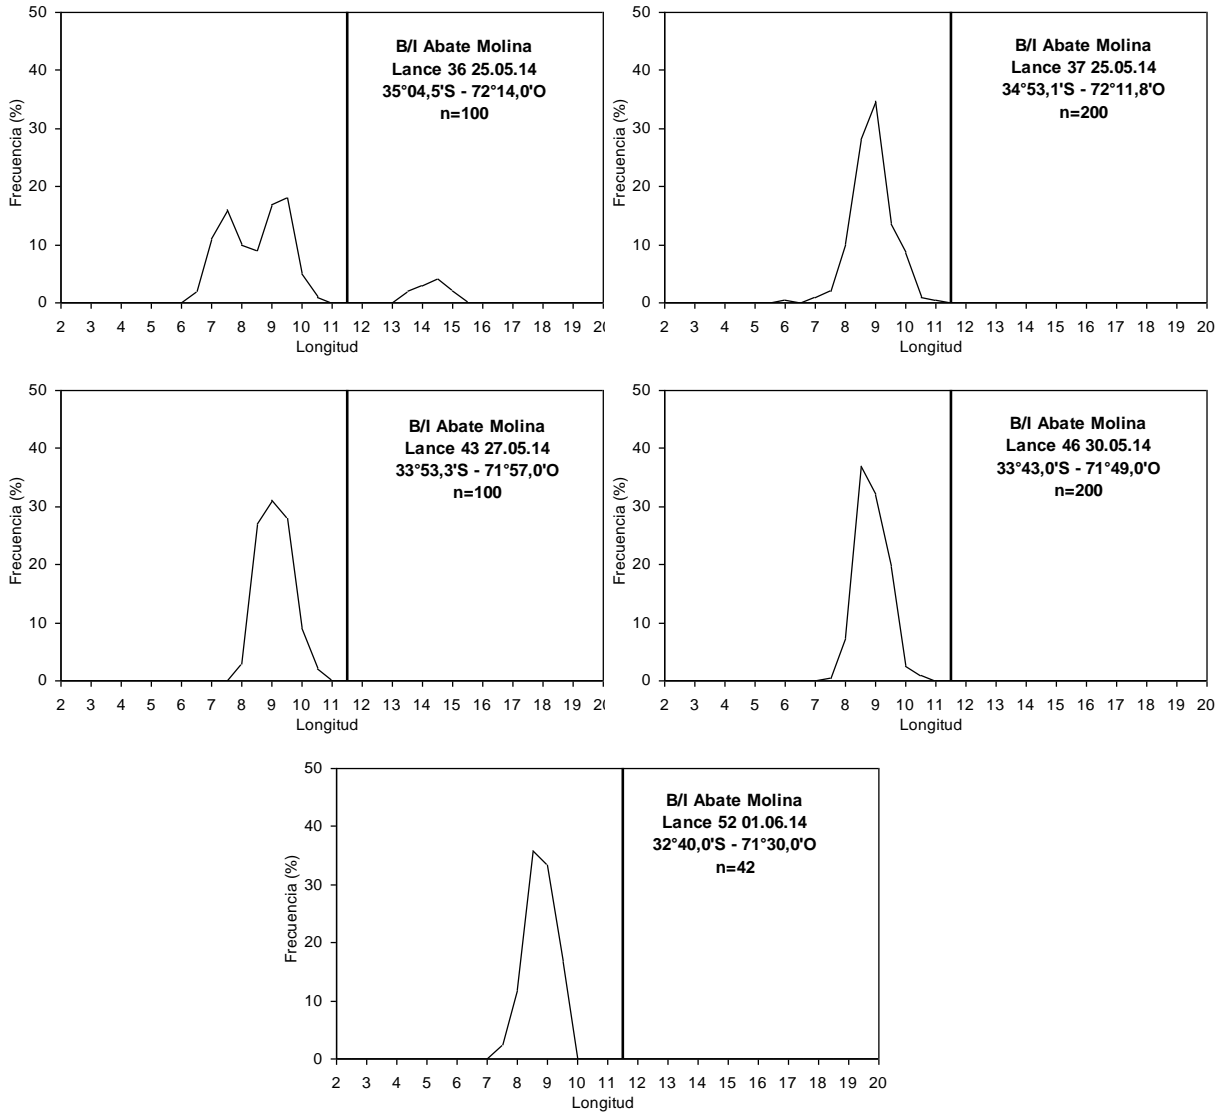 50
40
30
20
10
0
Frecuencia (%)
B/I Abate Molina
Lance 36 25.05.14
35°04,5'S - 72°14,0'O
n=100
2 3 4 5 6 7 8 9 10 11 12 13 14 15 16 17 18 19
Longitud
50
40
30
20
10
0
Frecuencia (%)
B/I Abate Molina
Lance 37 25.05.14
34°53,1'S - 72°11,8'O
n=200
2 3 4 5 6 7 8 9 10 11 12 13 14 15 16 17 18 19 20
Longitud
50
40
30
20
10
0
Frecuencia (%)
B/I Abate Molina
Lance 43 27.05.14
33°53,3'S - 71°57,0'O
n=100
2 3 4 5 6 7 8 9 10 11 12 13 14 15 16 17 18 19
Longitud
50
40
30
20
10
0
Frecuencia (%)
B/I Abate Molina
Lance 46 30.05.14
33°43,0'S - 71°49,0'O
n=200
2 3 4 5 6 7 8 9 10 11 12 13 14 15 16 17 18 19 20
Longitud
50
40
30
20
10
0
Frecuencia (%)
B/I Abate Molina
Lance 52 01.06.14
32°40,0'S - 71°30,0'O
n=42
2 3 4 5 6 7 8 9 10 11 12 13 14 15 16 17 18 19 20
Longitud